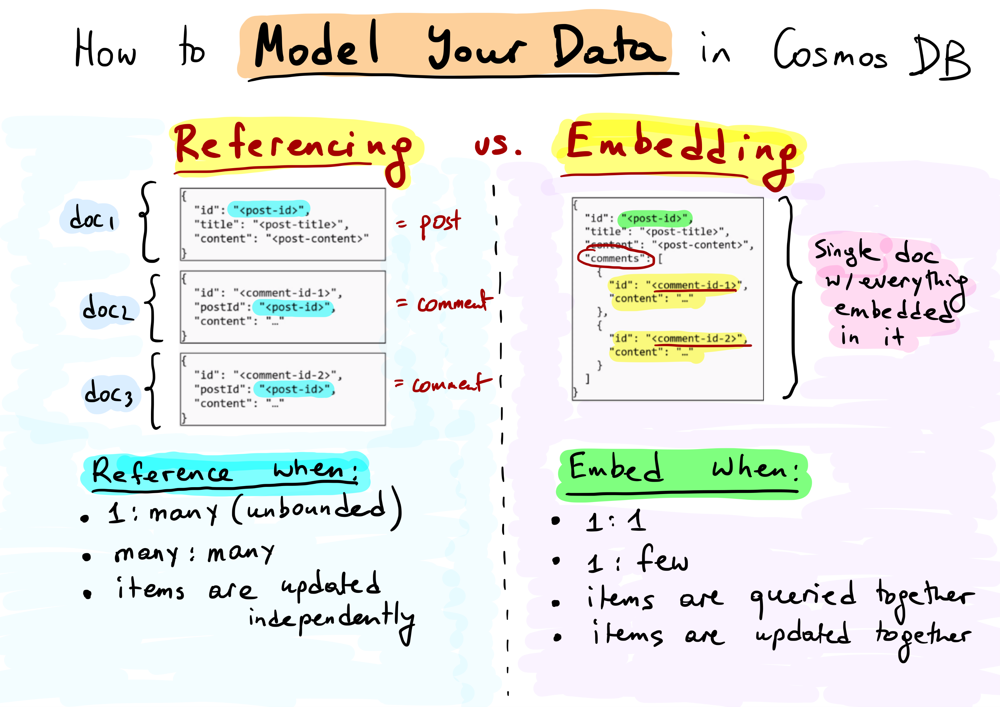 How to Model Your Data in Cosmos DB
Referencing vs. Embedding
doc1
{
"id": "<post-id>",
"title": "<post-title>",
"content": "<post-content>"
}
= post
doc2
{
"id": "<comment-id-1>",
"postId": "<post-id>",
"content": "…"
}
= comment
doc3
{
"id": "<comment-id-2>",
"postId": "<post-id>",
"content": "…"
}
= comment
{
"id": "<post-id>",
"title": "<post-title>",
"content": "<post-content>",
"comments": [
{
"id": "<comment-id-1>",
"content": "…"
},
{
"id": "<comment-id-2>",
"content": "…"
}
]
}
Single doc
w/ everything
embedded
in it
Reference when:
• 1 : many (unbounded)
• many : many
• items are updated
independently
Embed when:
• 1 : 1
• 1 : few
• items are queried together
• items are updated together